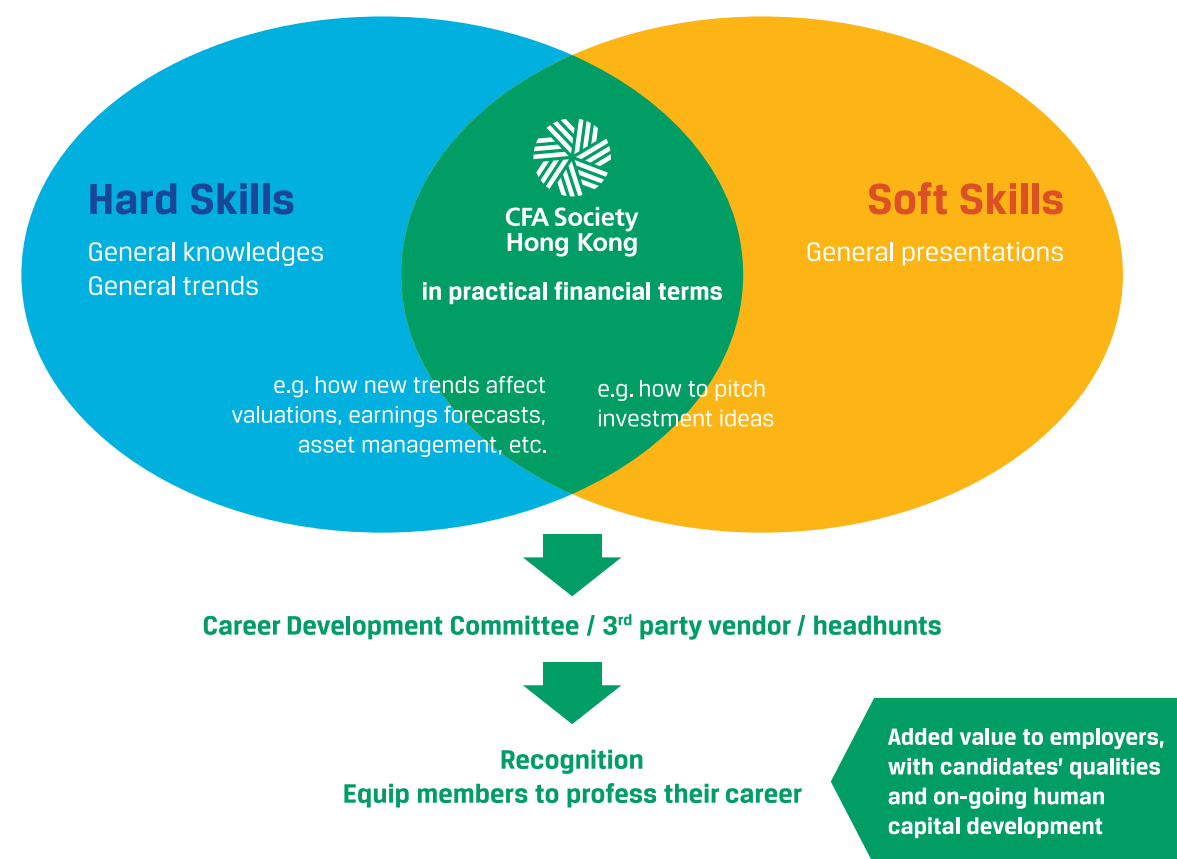 Hard Skills
General knowledges
General trends
CFA Society
Hong Kong
in practical financial terms
Soft Skills
General presentations
e.g. how new trends affect
valuations, earnings forecasts,
asset management, etc.
e.g. how to pitch
investment ideas
Career Development Committee / 3rd party vendor / headhunts
Recognition
Equip members to profess their career
Added value to employers,
with candidates' qualities
and on-going human
capital development